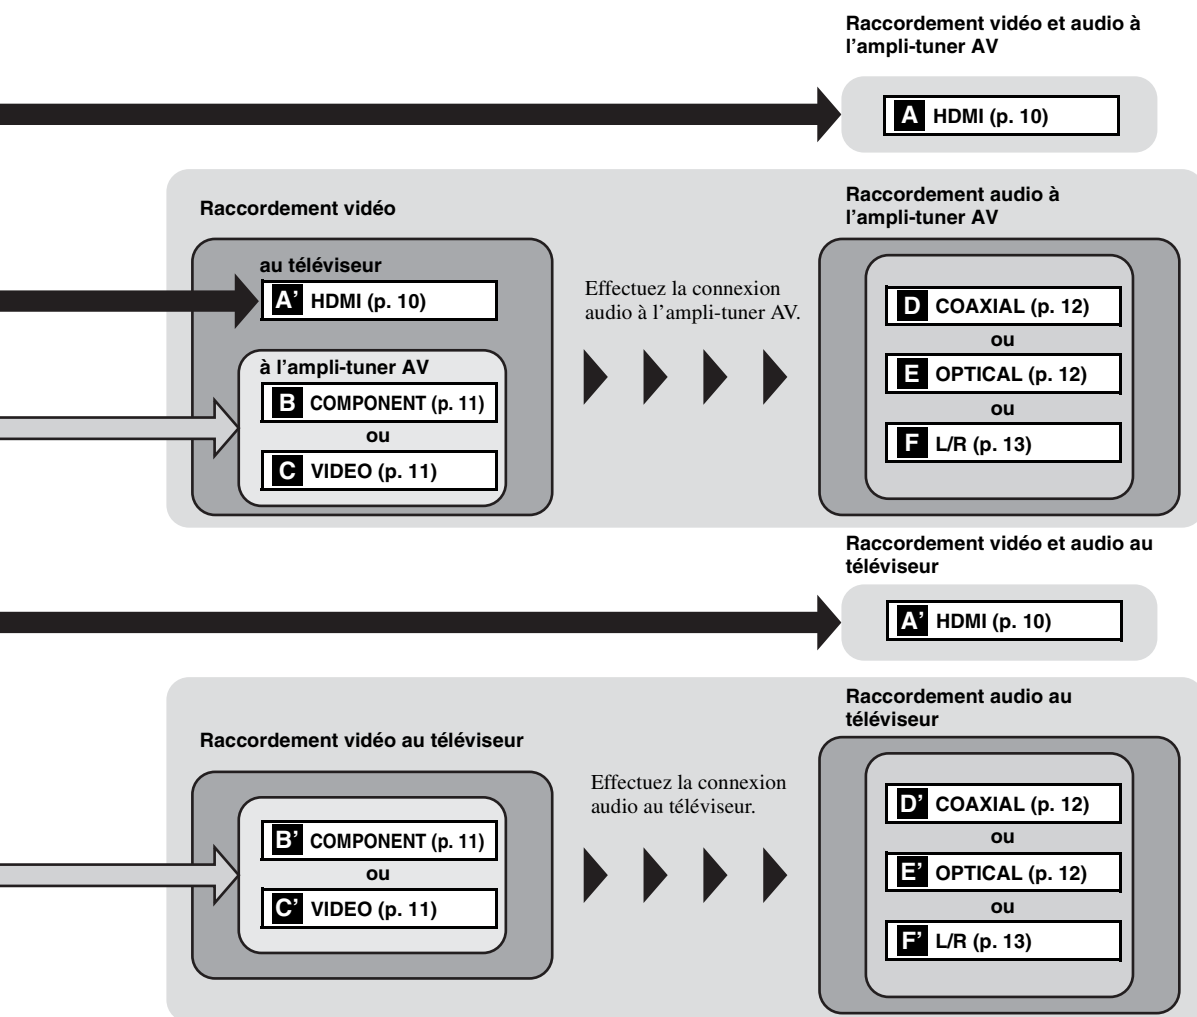 Raccordement vidéo et audio à
l’ampli-tuner AV
A HDMI (p. 10)
Raccordement vidéo
au téléviseur
A’ HDMI (p. 10)
à l’ampli-tuner AV
B COMPONENT (p. 11)
ou
C VIDEO (p. 11)
Effectuez la connexion
audio à l’ampli-tuner AV.
Raccordement audio à
l’ampli-tuner AV
D COAXIAL (p. 12)
ou
E OPTICAL (p. 12)
ou
F L/R (p. 13)
Raccordement vidéo et audio au
téléviseur
A’ HDMI (p. 10)
Raccordement vidéo au téléviseur
B’ COMPONENT (p. 11)
ou
C’ VIDEO (p. 11)
Effectuez la connexion
audio au téléviseur.
Raccordement audio au
téléviseur
D’ COAXIAL (p. 12)
ou
E’ OPTICAL (p. 12)
ou
F’ L/R (p. 13)